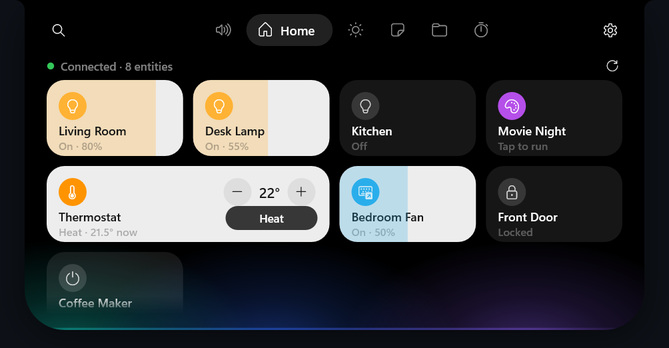 Home
Connected · 8 entities
Living Room
On · 80%
Desk Lamp
On · 55%
Kitchen
Off
Movie Night
Tap to run
Thermostat
Heat · 21.5° now
22°
Heat
Bedroom Fan
On · 50%
Front Door
Locked
Coffee Maker